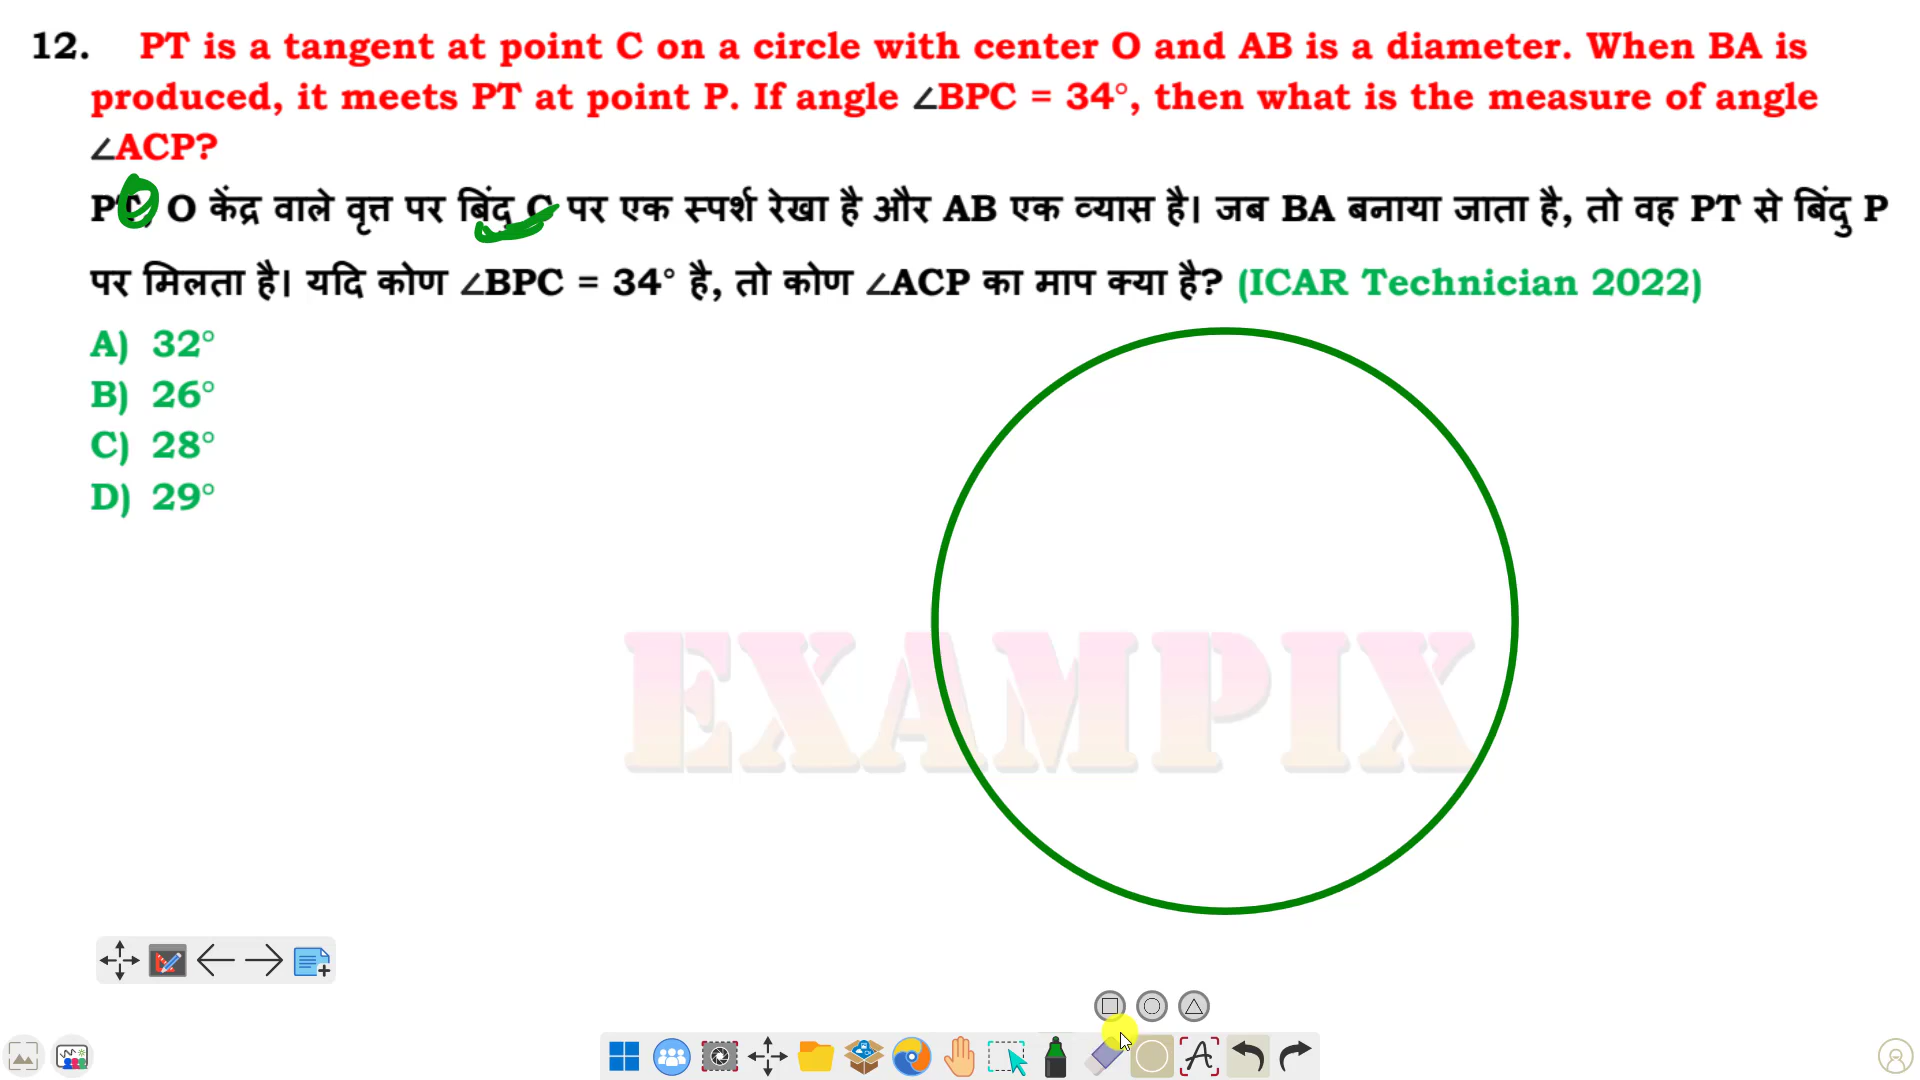 12. PT is a tangent at point C on a circle with center O and AB is a diameter. When BA is
produced, it meets PT at point P. If angle ∠BPC = 34°, then what is the measure of angle
∠ACP?
PT, O केंद्र वाले वृत्त पर बिंदु C पर एक स्पर्श रेखा है और AB एक व्यास है। जब BA बनाया जाता है, तो वह PT से बिंदु P
पर मिलता है। यदि कोण ∠BPC = 34° है, तो कोण ∠ACP का माप क्या है? (ICAR Technician 2022)
A) 32°
B) 26°
C) 28°
D) 29°
EXAMPIX